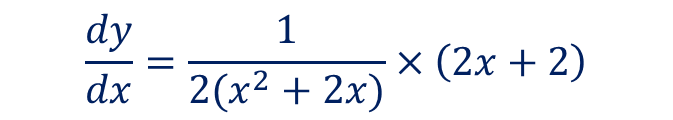 dy/dx = 1/(2(x² + 2x)) × (2x + 2)